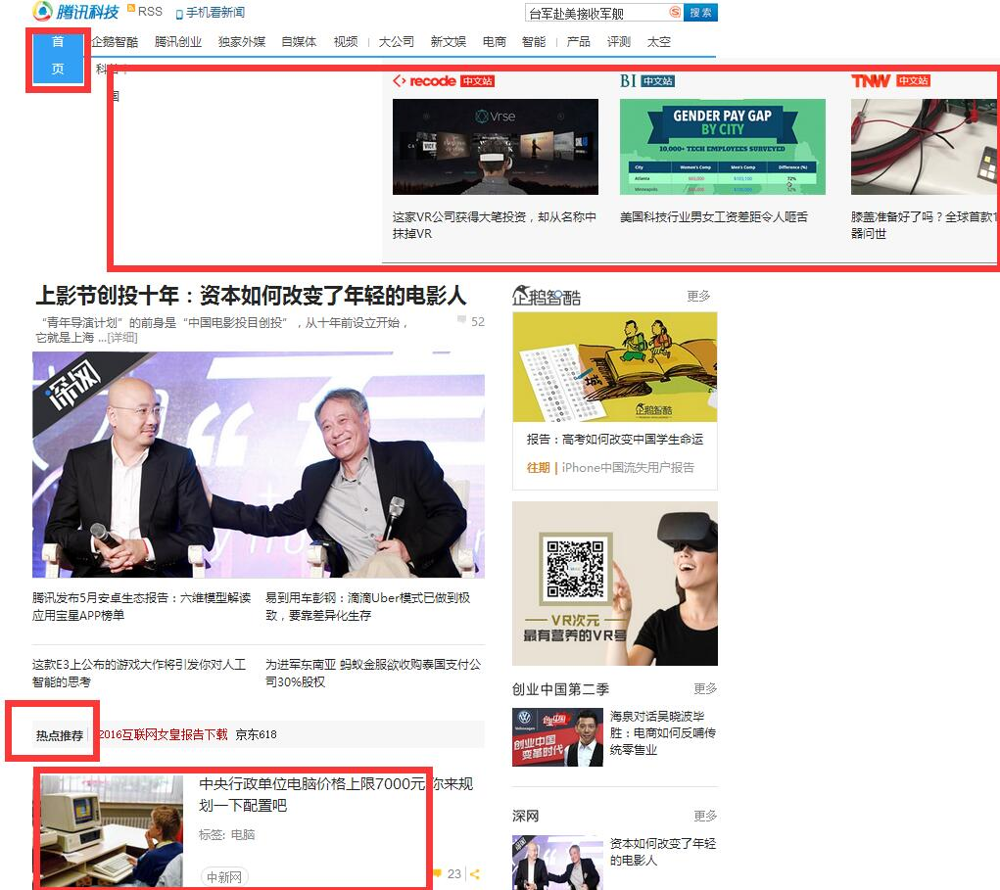 腾讯科技 RSS 手机看新闻
台军赴美接收军舰 搜索
首页
企鹅智酷 腾讯创业 独家外媒 自媒体 视频 大公司 新文娱 电商 智能 产品 评测 太空
recode 中文站
BI 中文站
TNW 中文站
Vrse
GENDER PAY GAP
BY CITY
10,000+ TECH EMPLOYEES SURVEYED
City Women's Comp Men's Comp Difference (%)
Atlanta
Minneapolis
这家VR公司获得大笔投资，却从名称中
抹掉VR
美国科技行业男女工资差距令人咂舌
膝盖准备好了吗？全球首款
器问世
上影节创投十年：资本如何改变了年轻的电影人
“青年导演计划”的前身是“中国电影投目创投”，从十年前设立开始，
它就是上海 ...[详细]
52
深网
腾讯发布5月安卓生态报告：六维模型解读
应用宝星APP榜单
易到用车彭钢：滴滴Uber模式已做到极
致，要靠差异化生存
这款E3上公布的游戏大作将引发你对人工
智能的思考
为进军东南亚 蚂蚁金服欲收购泰国支付公
司30%股权
热点推荐 2016互联网女皇报告下载 京东618
中央行政单位电脑价格上限7000元 你来规
划一下配置吧
标签: 电脑
中新网
23
企鹅智酷 更多
企鹅智酷
报告：高考如何改变中国学生命运
往期 | iPhone中国流失用户报告
VR次元
最有营养的VR号
创业中国第二季 更多
Volkswagen
创业中国
创业中国
变革时代
海泉对话吴晓波毕
胜：电商如何反哺传
统零售业
深网 更多
深网
资本如何改变了年轻
的电影人